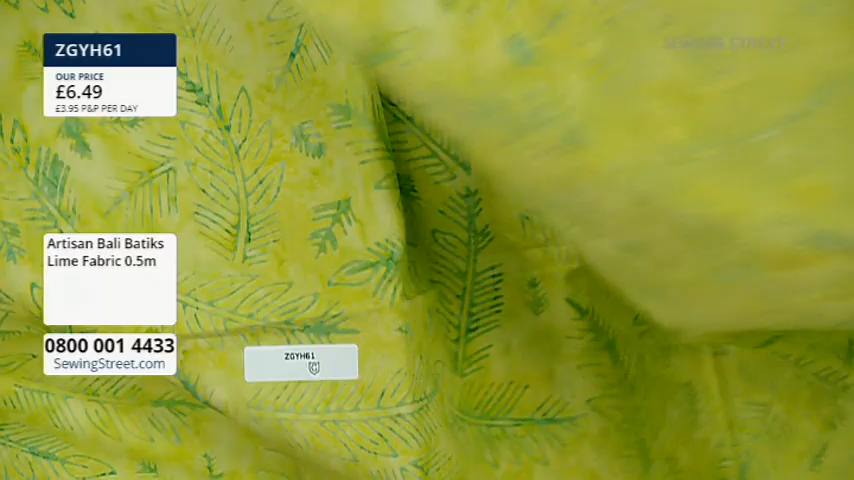 SEWING STREET
ZGYH61
OUR PRICE
£6.49
£3.95 P&P PER DAY
Artisan Bali Batiks
Lime Fabric 0.5m
0800 001 4433
SewingStreet.com
ZGYH61